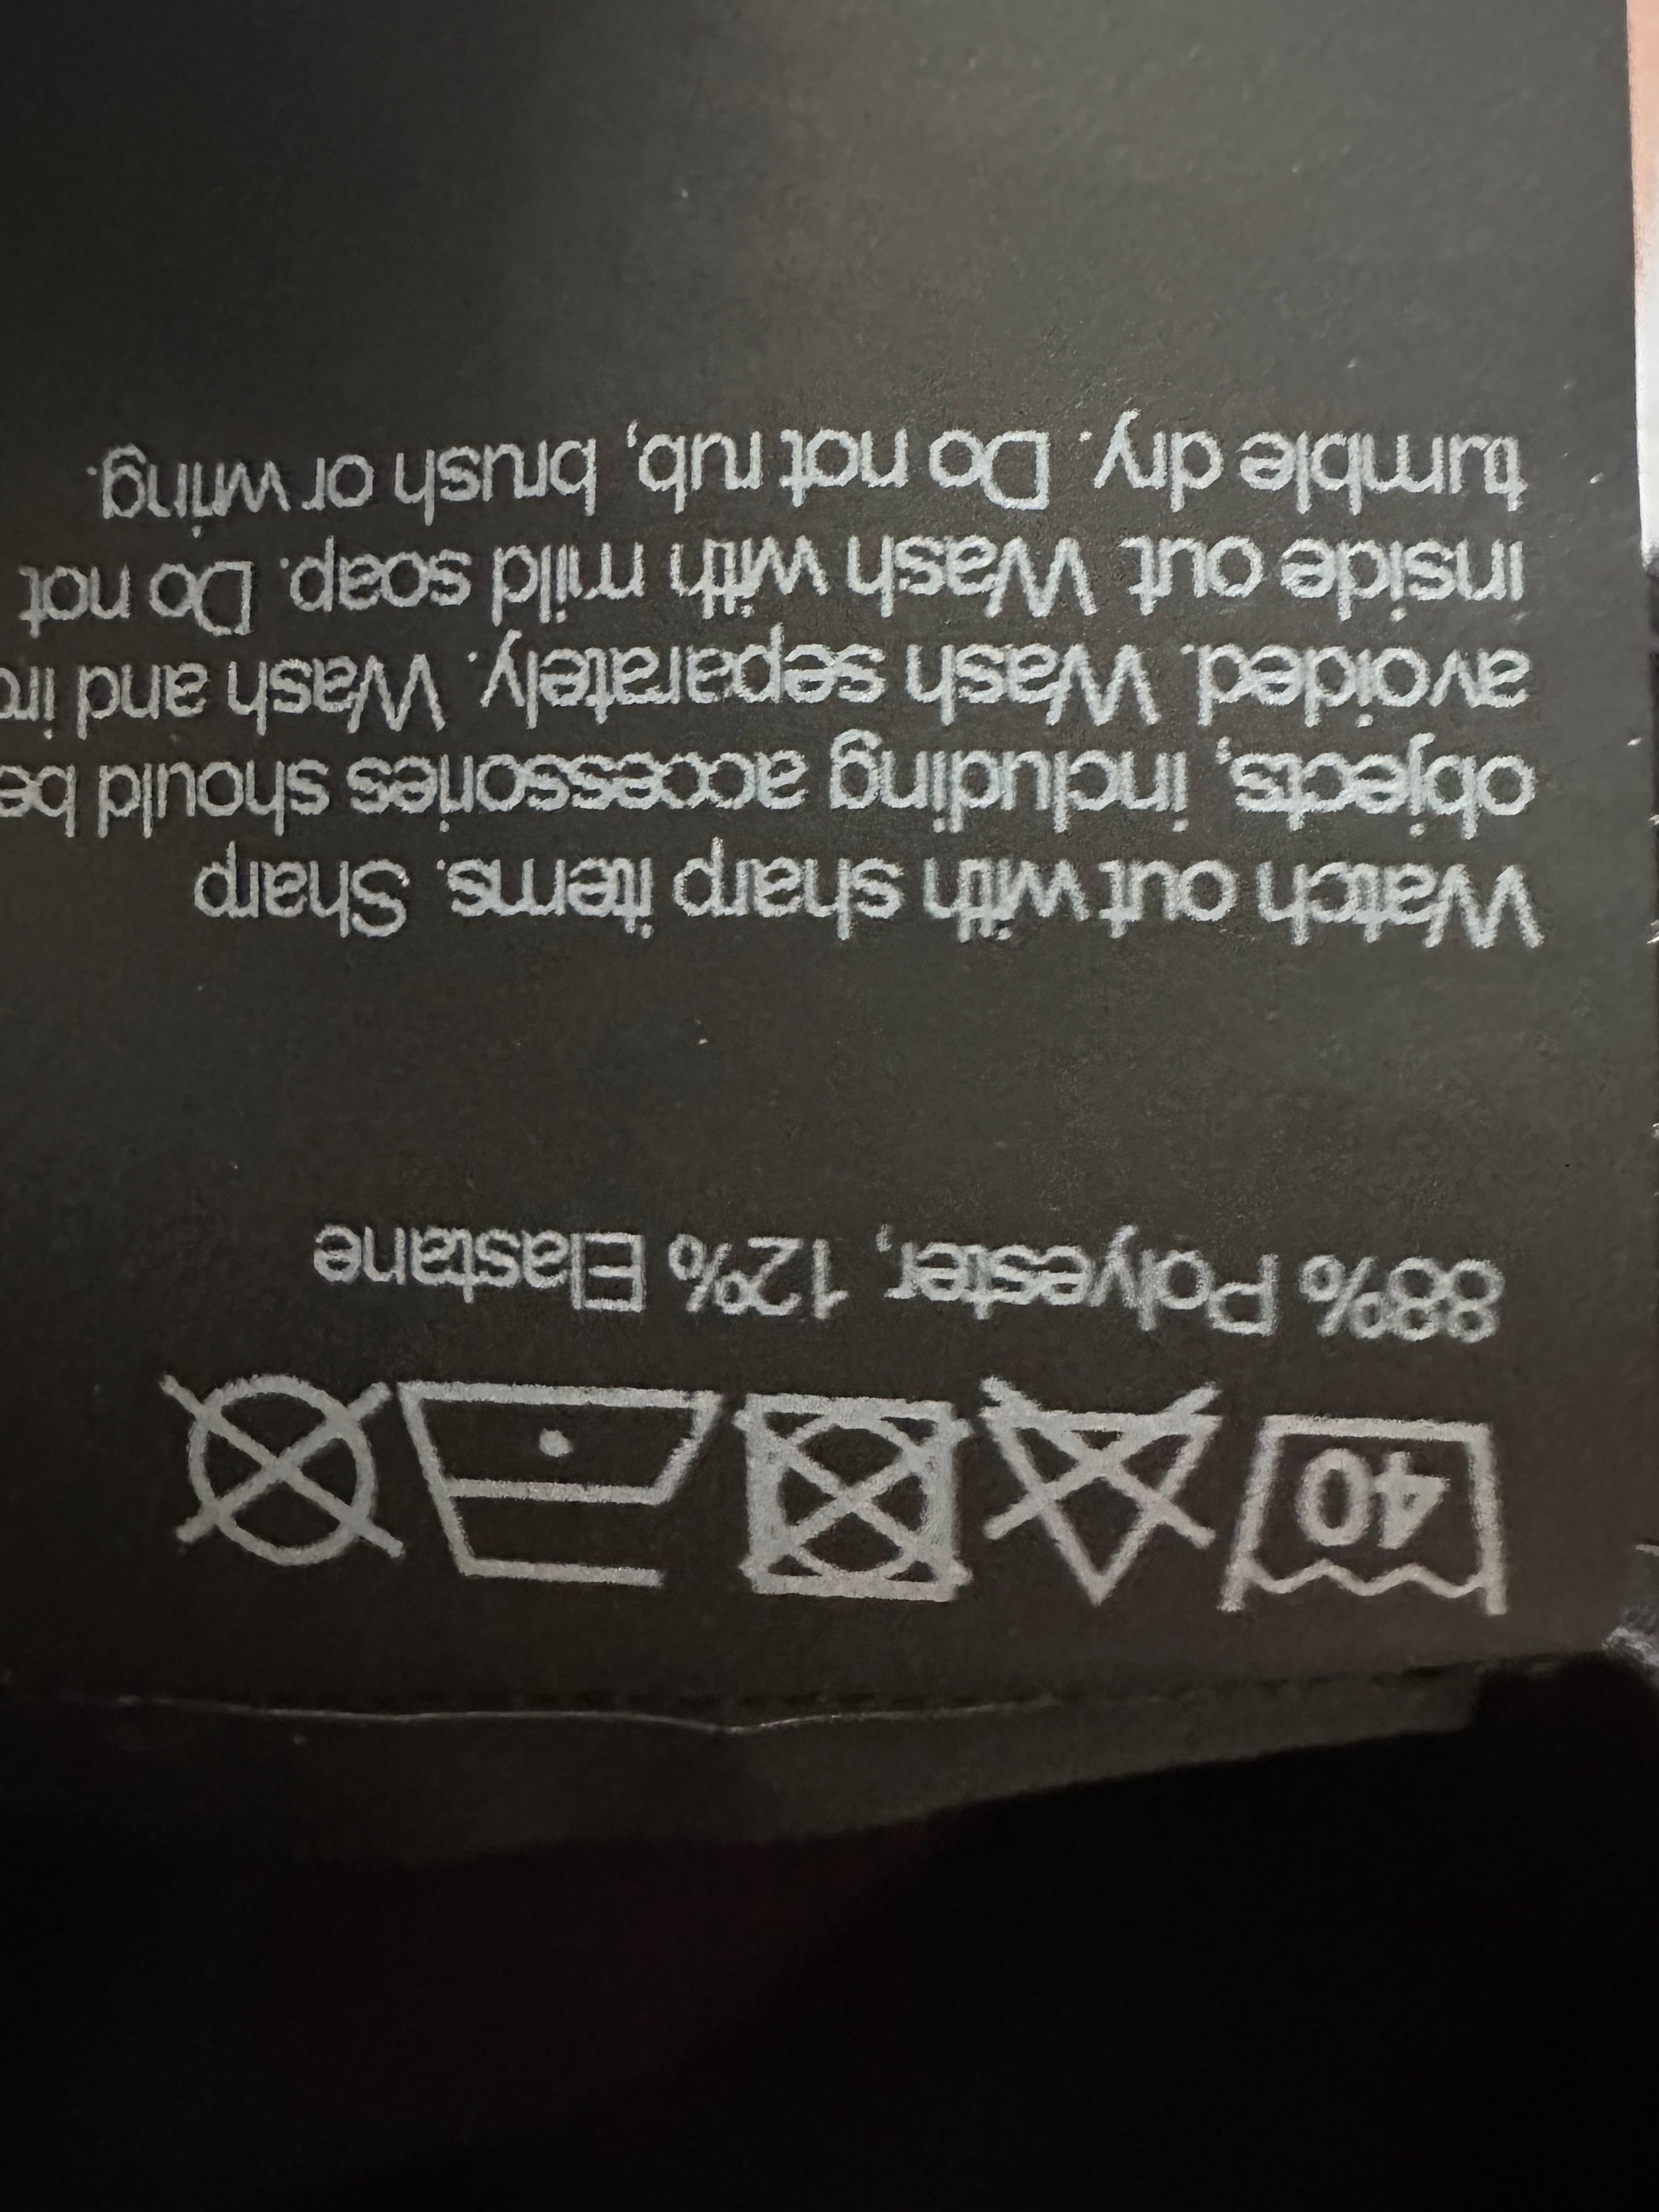 40
88% Polyester, 12% Elastane
Watch out with sharp items. Sharp
objects, including accessories should be
avoided. Wash separately. Wash and
inside out. Wash with mild soap. Do not
tumble dry. Do not rub, brush or wring.